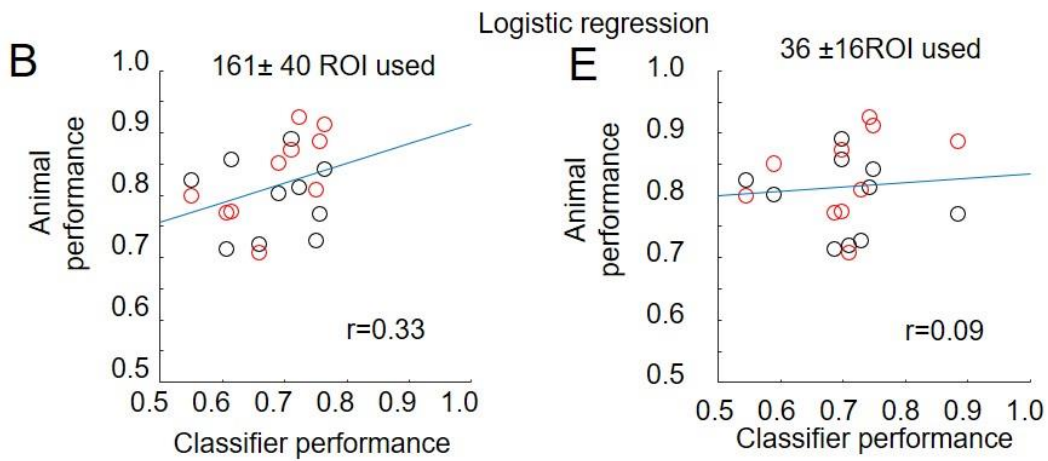 Logistic regression
B
161± 40 ROI used
1.0
0.9
0.8
0.7
0.6
0.5
Animal
performance
r=0.33
0.5 0.6 0.7 0.8 0.9 1.0
Classifier performance
E
36 ±16ROI used
1.0
0.9
0.8
0.7
0.6
0.5
Animal
performance
r=0.09
0.5 0.6 0.7 0.8 0.9 1.0
Classifier performance